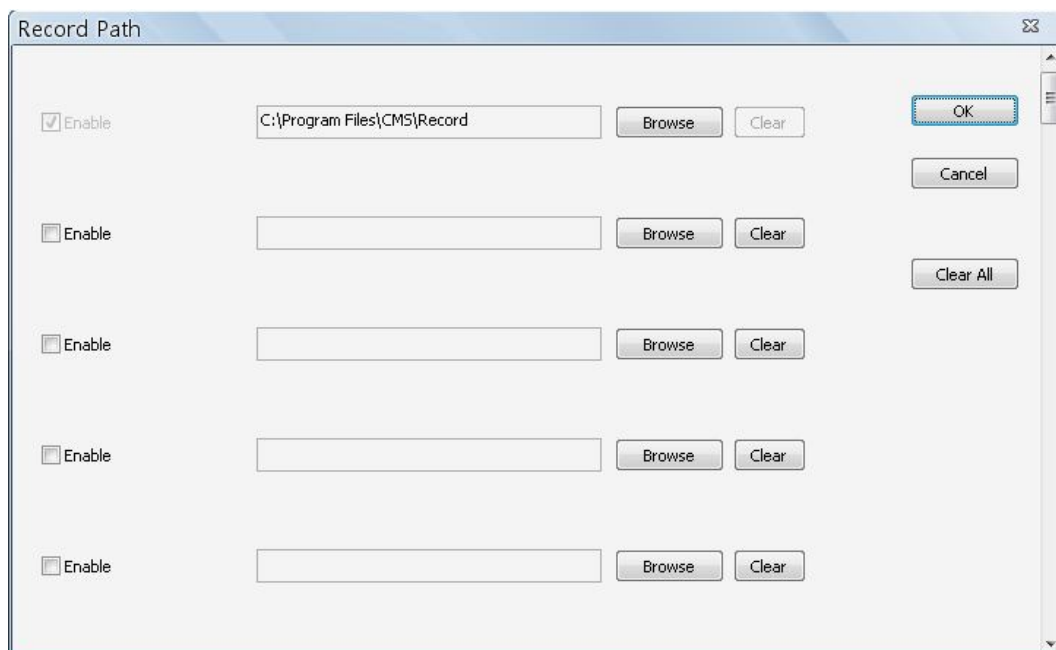 Record Path
Enable C:\Program Files\CMS\Record Browse Clear OK
Cancel
Enable Browse Clear
Clear All
Enable Browse Clear
Enable Browse Clear
Enable Browse Clear